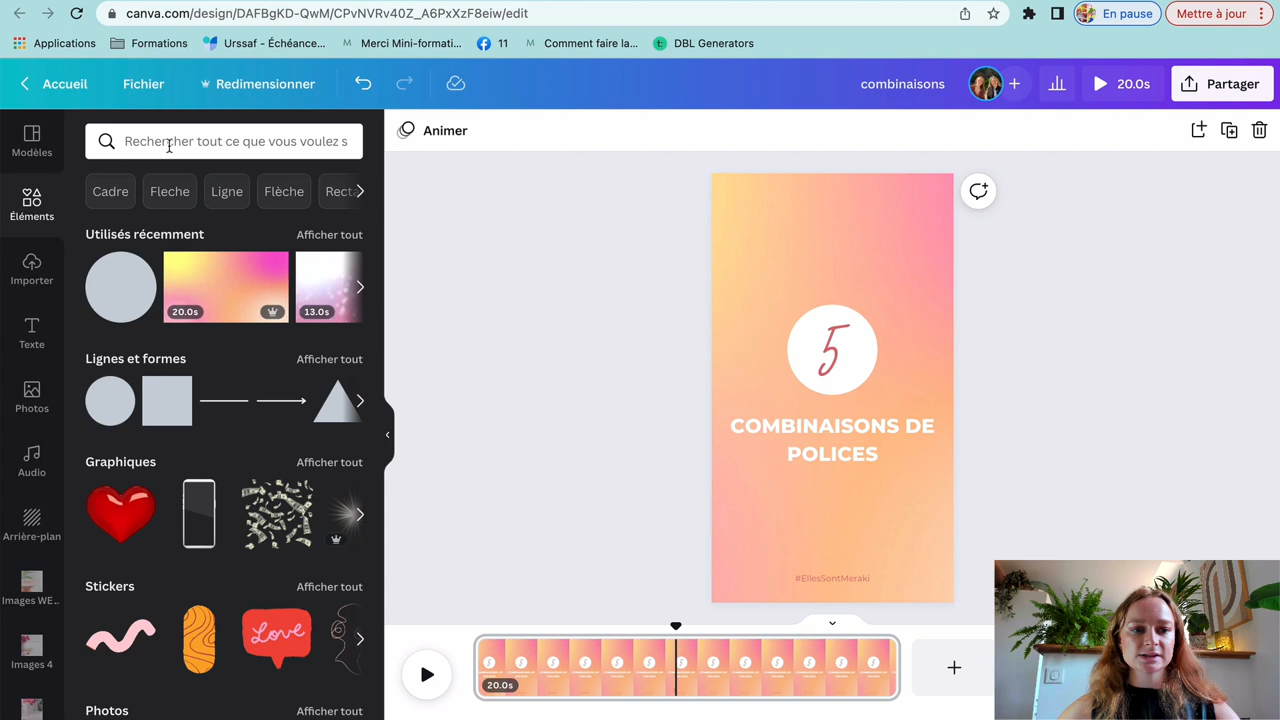 canva.com/design/DAFBgKD-QwM/CPvNVRv40Z_A6PxXzF8eiw/edit
En pause
Mettre à jour
Applications
Formations
Urssaf - Échéance...
Merci Mini-formati...
11
Comment faire la...
DBL Generators
Accueil
Fichier
Redimensionner
combinaisons
20.0s
Partager
Modèles
Éléments
Importer
Texte
Photos
Audio
Arrière-plan
Images WE...
Images 4
Rechercher tout ce que vous voulez s
Cadre
Fleche
Ligne
Flèche
Recta
Utilisés récemment
Afficher tout
20.0s
13.0s
Lignes et formes
Afficher tout
Graphiques
Afficher tout
Stickers
Afficher tout
Love
Photos
Afficher tout
Animer
5
COMBINAISONS DE
POLICES
#EllesSontMeraki
20.0s